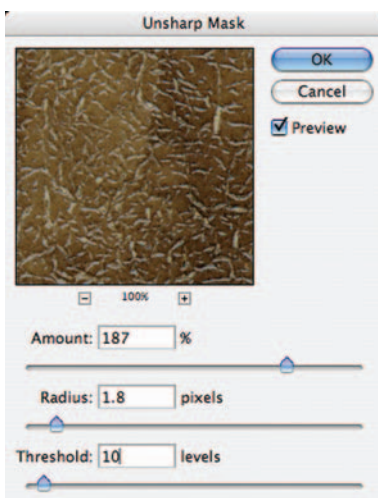 Unsharp Mask
OK
Cancel
Preview
100%
Amount: 187 %
Radius: 1.8 pixels
Threshold: 10 levels